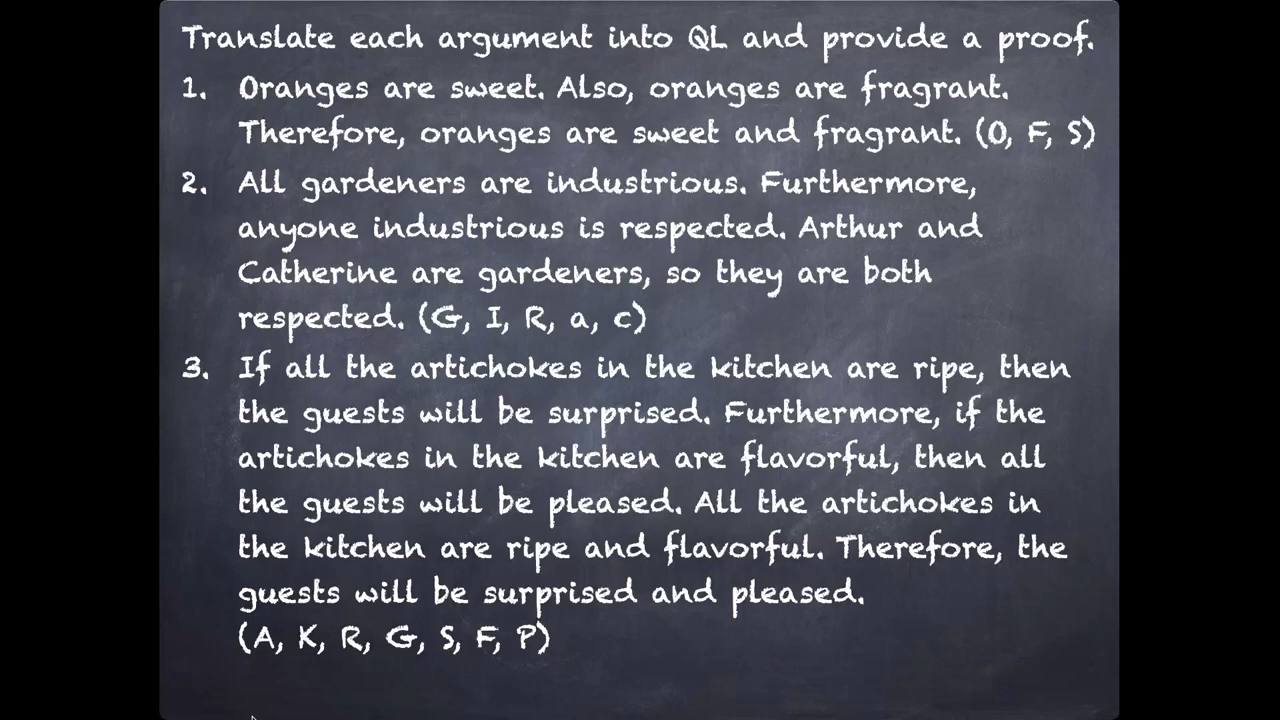 Translate each argument into QL and provide a proof.
1. Oranges are sweet. Also, oranges are fragrant.
Therefore, oranges are sweet and fragrant. (O, F, S)
2. All gardeners are industrious. Furthermore,
anyone industrious is respected. Arthur and
Catherine are gardeners, so they are both
respected. (G, I, R, a, c)
3. If all the artichokes in the kitchen are ripe, then
the guests will be surprised. Furthermore, if the
artichokes in the kitchen are flavorful, then all
the guests will be pleased. All the artichokes in
the kitchen are ripe and flavorful. Therefore, the
guests will be surprised and pleased.
(A, K, R, G, S, F, P)